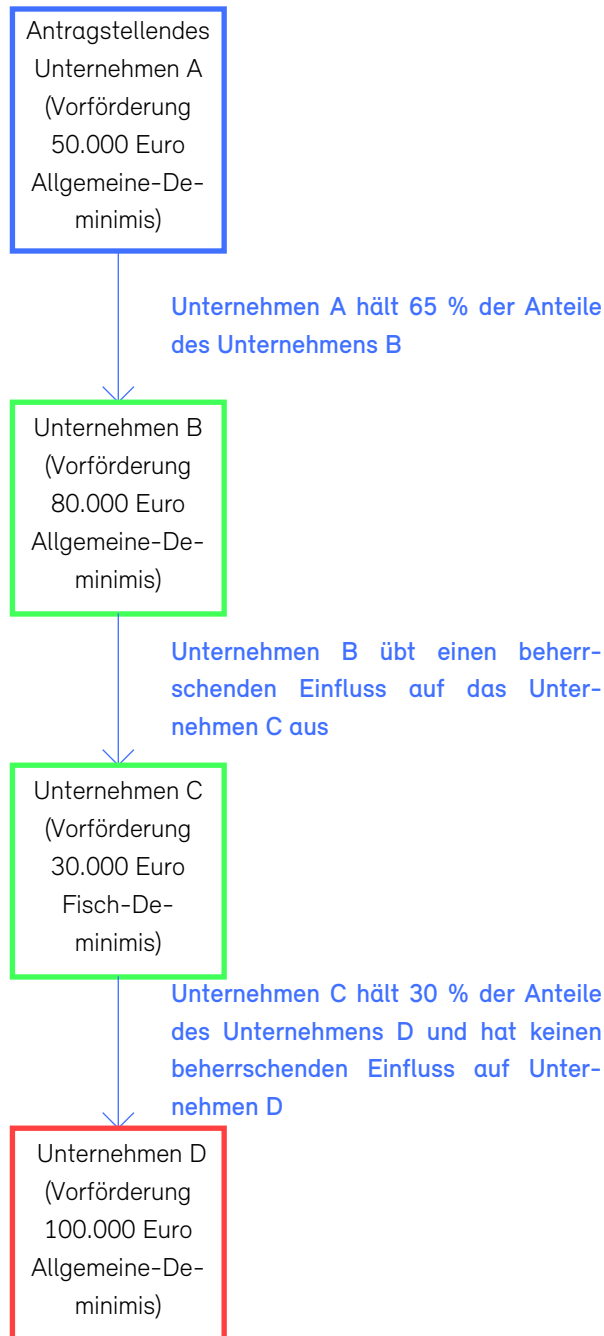 Antragstellendes
Unternehmen A
(Vorförderung
50.000 Euro
Allgemeine-De-
minimis)
Unternehmen A hält 65 % der Anteile
des Unternehmens B
Unternehmen B
(Vorförderung
80.000 Euro
Allgemeine-De-
minimis)
Unternehmen B übt einen beherr-
schenden Einfluss auf das Unter-
nehmen C aus
Unternehmen C
(Vorförderung
30.000 Euro
Fisch-De-
minimis)
Unternehmen C hält 30 % der Anteile
des Unternehmens D und hat keinen
beherrschenden Einfluss auf Unter-
nehmen D
Unternehmen D
(Vorförderung
100.000 Euro
Allgemeine-De-
minimis)